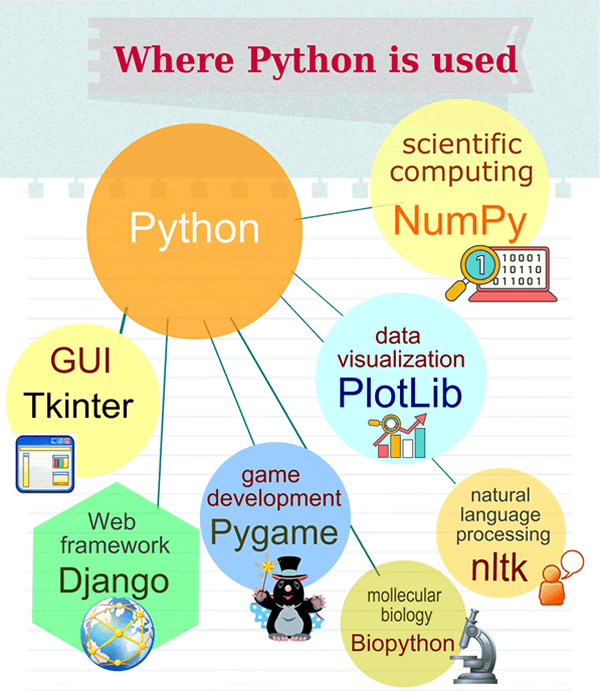 Where Python is used
scientific
computing
NumPy
1
10001
10110
011001
Python
data
visualization
PlotLib
GUI
Tkinter
game
development
Pygame
natural
language
processing
nltk
Web
framework
Django
mollecular
biology
Biopython